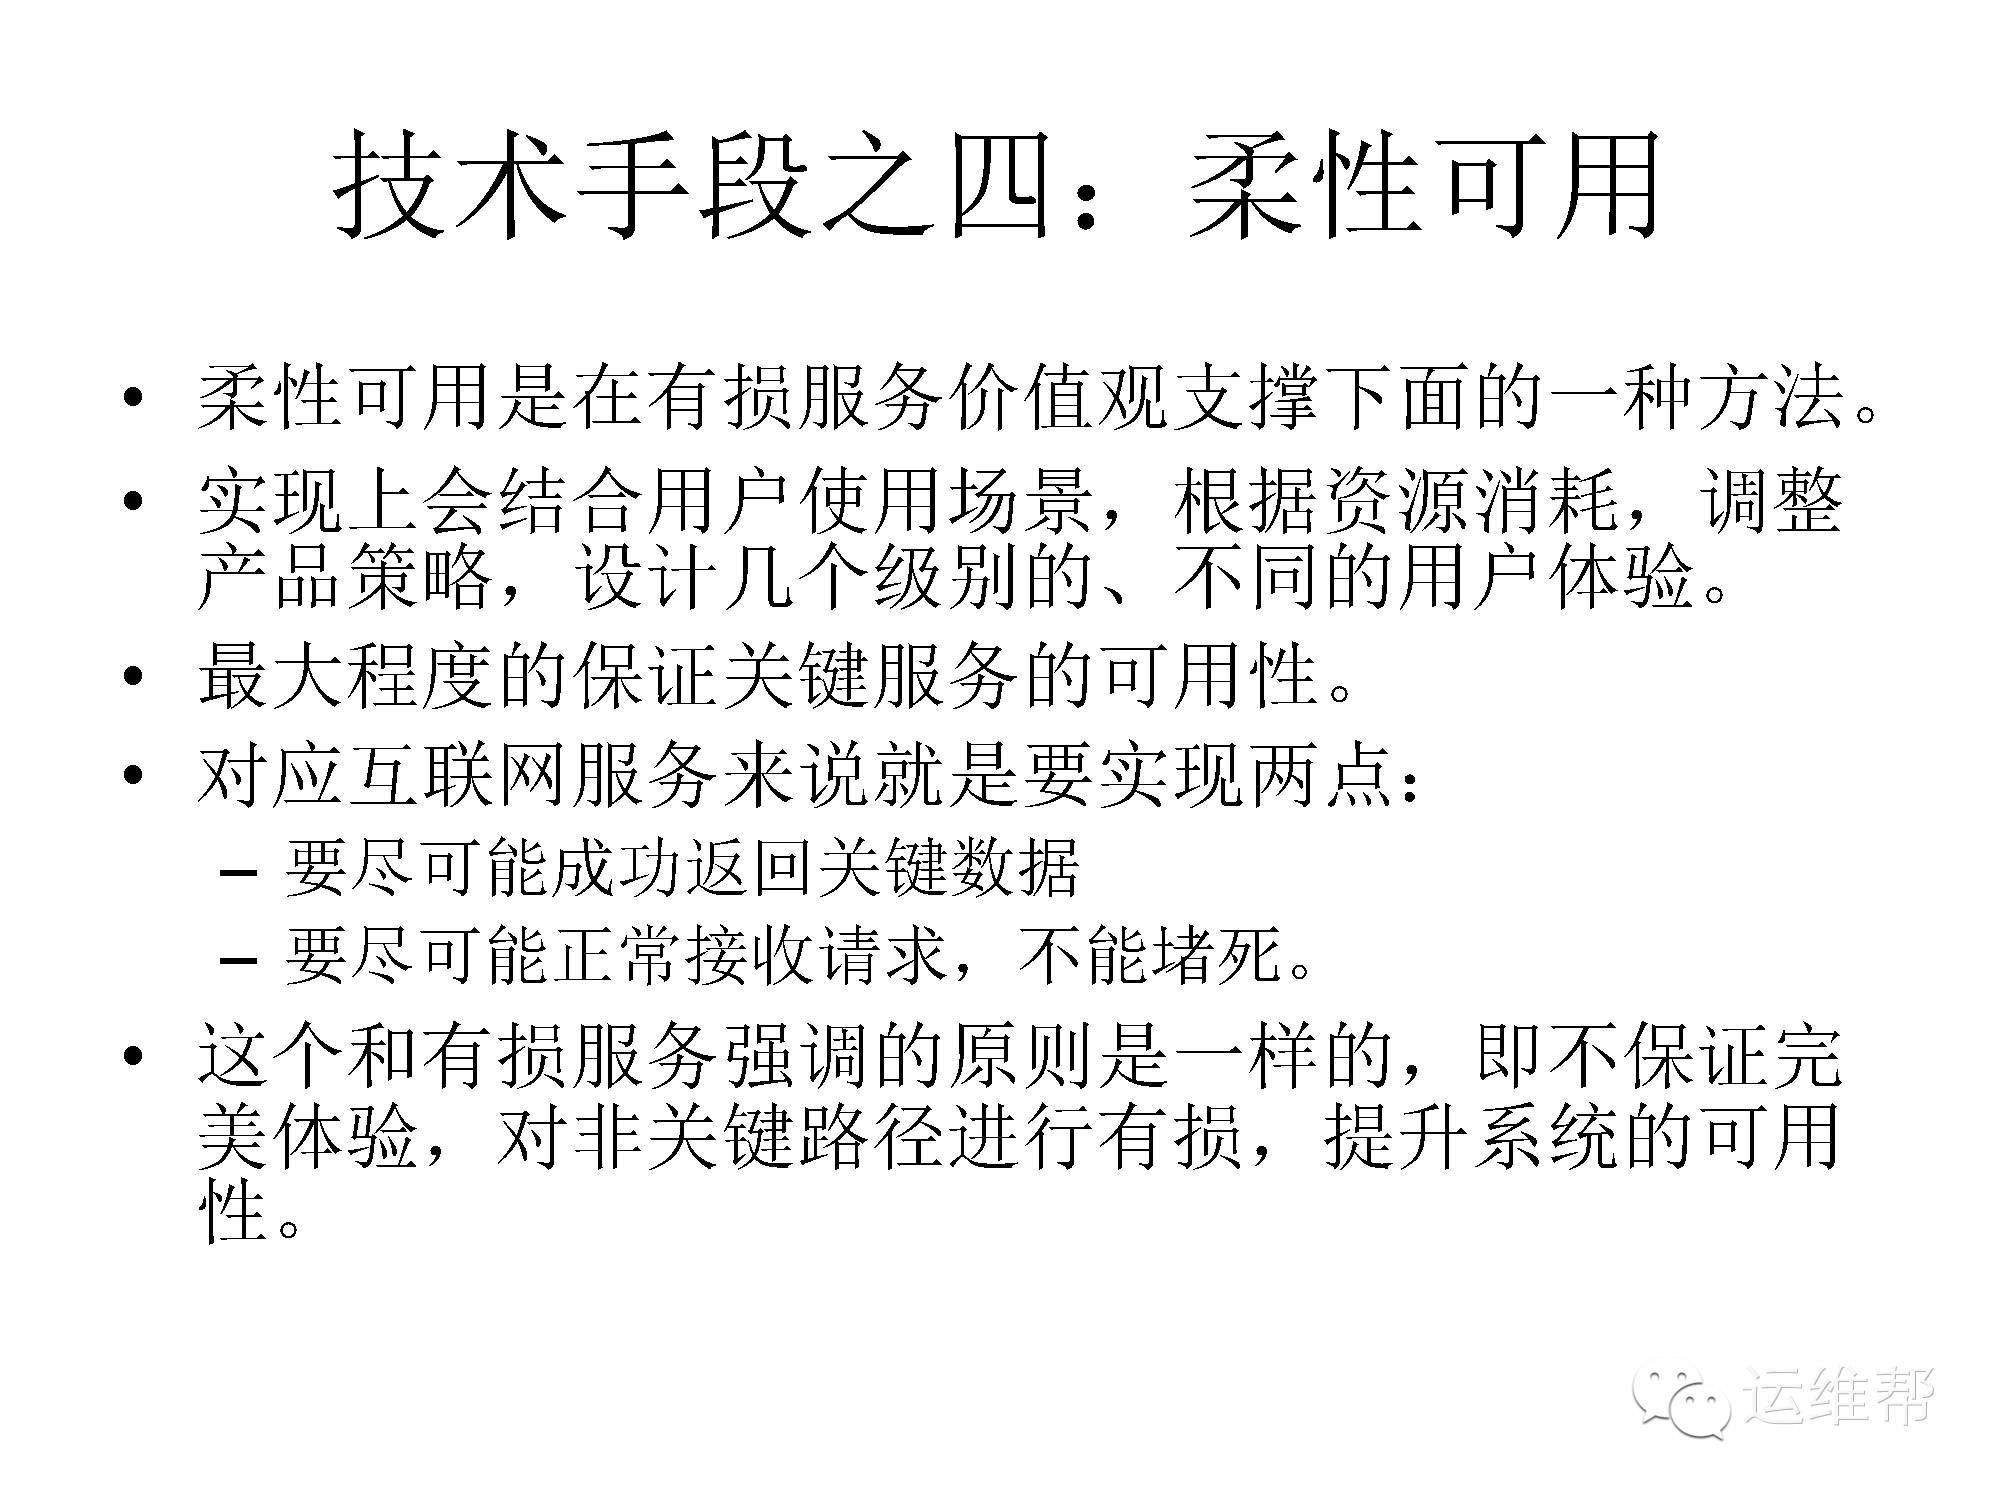 技术手段之四：柔性可用
• 柔性可用是在有损服务价值观支撑下面的一种方法。
• 实现上会结合用户使用场景，根据资源消耗，调整
产品策略，设计几个级别的、不同的用户体验。
• 最大程度的保证关键服务的可用性。
• 对应互联网服务来说就是要实现两点：
– 要尽可能成功返回关键数据
– 要尽可能正常接收请求，不能堵死。
• 这个和有损服务强调的原则是一样的，即不保证完
美体验，对非关键路径进行有损，提升系统的可用
性。
运维帮